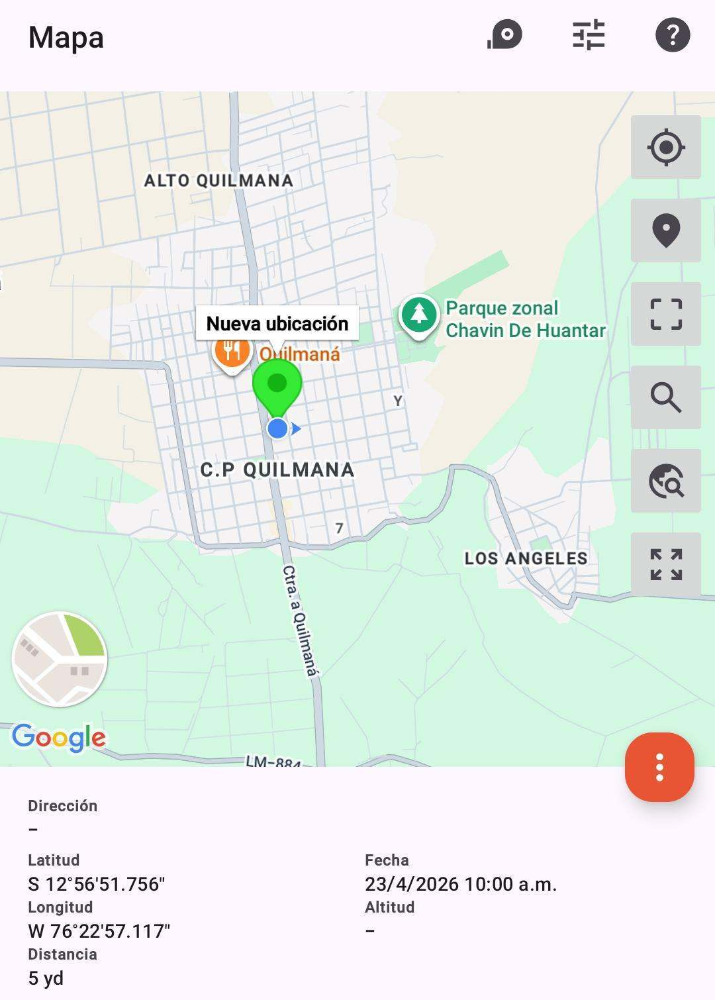 Mapa
ALTO QUILMANA
Parque zonal
Chavin De Huantar
Nueva ubicación
Quilmaná
Y
C.P QUILMANA
7
LOS ANGELES
Ctra. a Quilmaná
Google
LM-884
Dirección
–
Latitud
S 12°56'51.756"
Longitud
W 76°22'57.117"
Distancia
5 yd
Fecha
23/4/2026 10:00 a.m.
Altitud
–